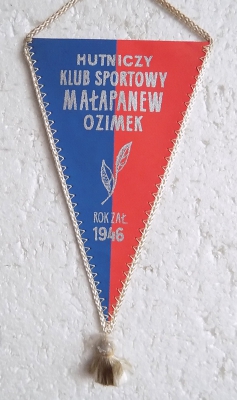 HUTNICZY
KLUB SPORTOWY
MAŁAPANEW
OZIMEK
ROK ZAŁ.
1946